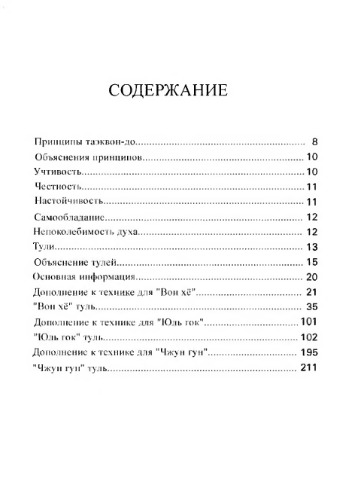 СОДЕРЖАНИЕ
Принципы таэквон-до 8
Объяснения принципов 10
Учтивость 10
Честность 11
Настойчивость 11
Самообладание 12
Непоколебимость духа 12
Тули 13
Объяснение тулей 15
Основная информация 20
Дополнение к технике для "Вон хё" 21
"Вон хё" туль 35
Дополнение к технике для "Юль гок" 101
"Юль гок" туль 102
Дополнение к технике для "Чжун гун" 195
"Чжун гун" туль 211